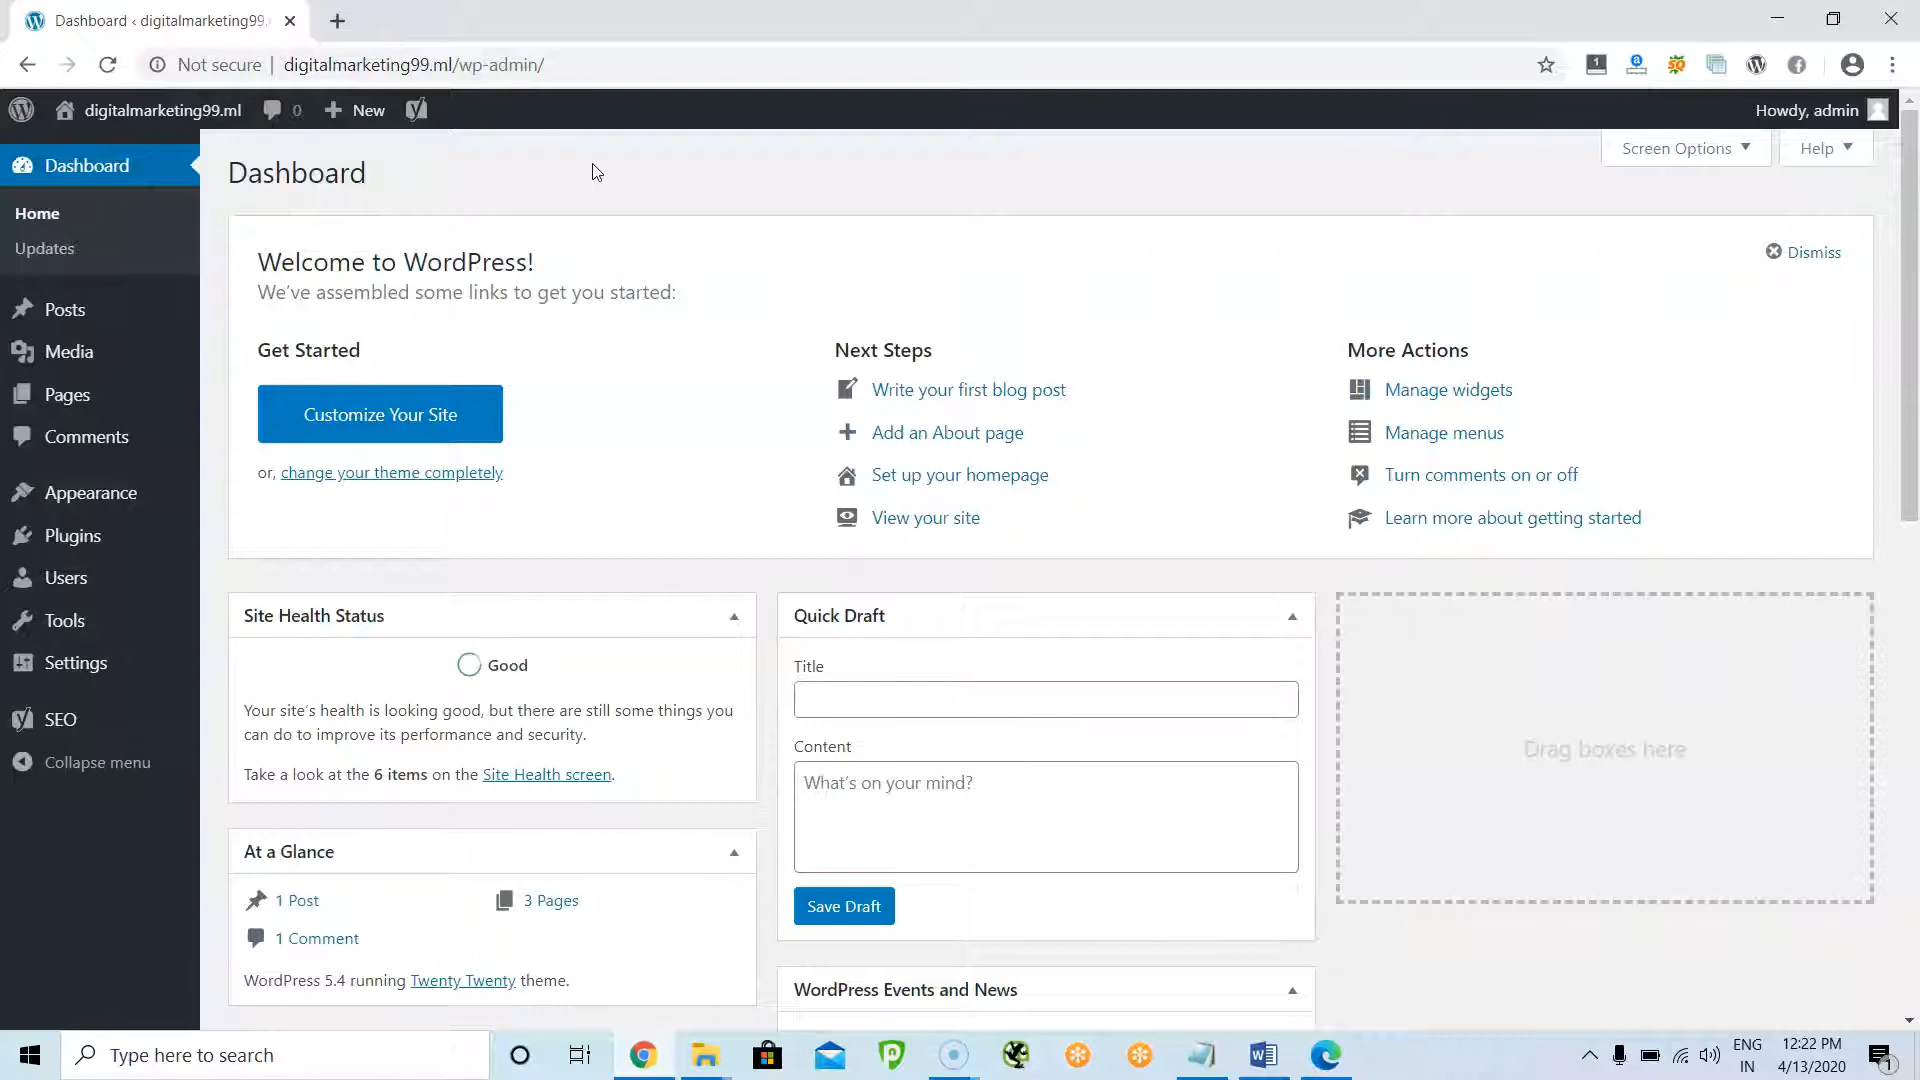 Dashboard ‹ digitalmarketing99.
Not secure | digitalmarketing99.ml/wp-admin/
digitalmarketing99.ml 0 New Howdy, admin
Dashboard
Home
Updates
Posts
Media
Pages
Comments
Appearance
Plugins
Users
Tools
Settings
SEO
Collapse menu
Screen Options Help
Dashboard
Welcome to WordPress! Dismiss
We've assembled some links to get you started:
Get Started
Customize Your Site
or, change your theme completely
Next Steps
Write your first blog post
Add an About page
Set up your homepage
View your site
More Actions
Manage widgets
Manage menus
Turn comments on or off
Learn more about getting started
Site Health Status
Good
Your site's health is looking good, but there are still some things you
can do to improve its performance and security.
Take a look at the 6 items on the Site Health screen.
At a Glance
1 Post 3 Pages
1 Comment
WordPress 5.4 running Twenty Twenty theme.
Quick Draft
Title
Content
What's on your mind?
Save Draft
WordPress Events and News
Drag boxes here
Type here to search
ENG
IN
12:22 PM
4/13/2020
1